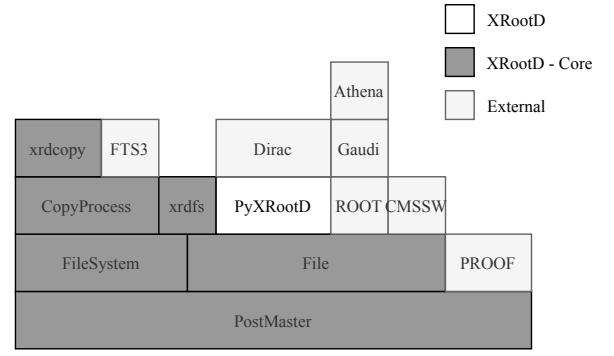 XRootD
XRootD - Core
External
Athena
xrdcopy
FTS3
Dirac
Gaudi
CopyProcess
xrdfs
PyXRootD
ROOT
CMSSW
FileSystem
File
PROOF
PostMaster